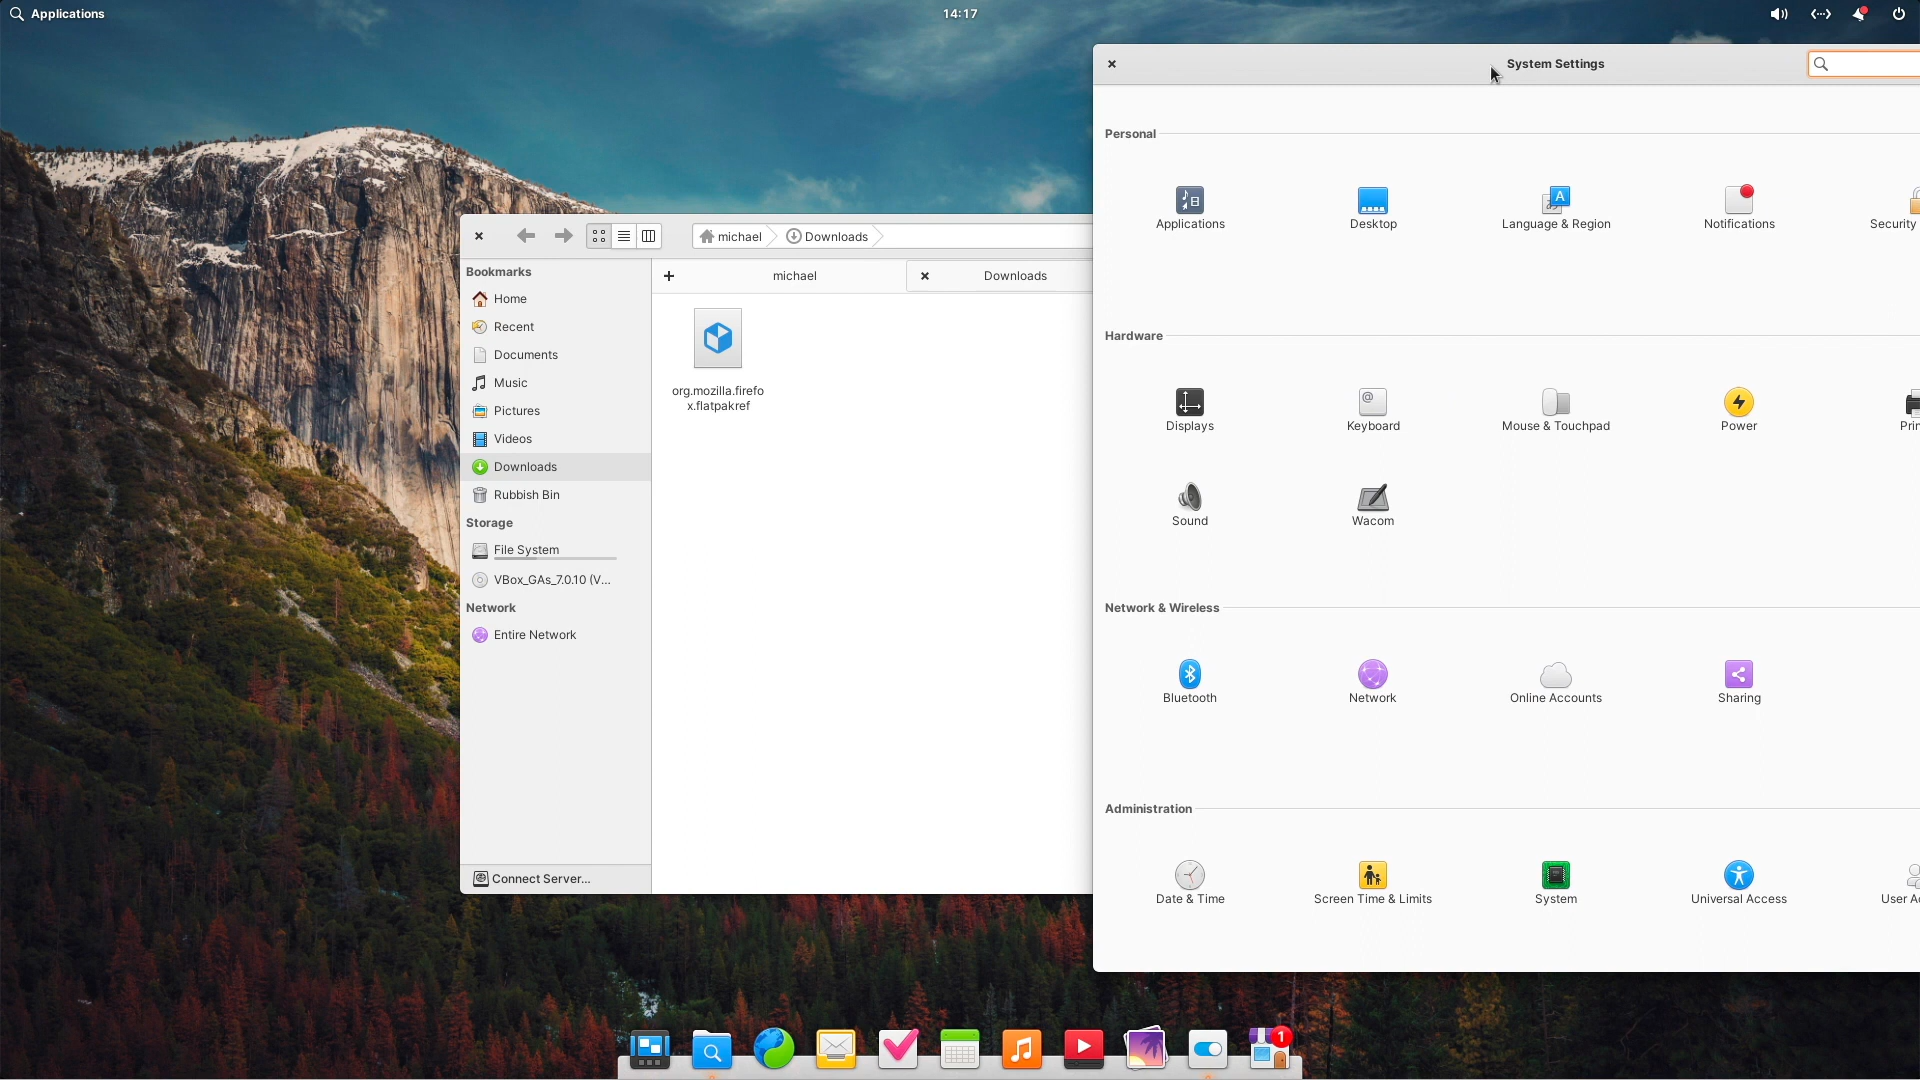 Applications
14:17
System Settings
michael
Downloads
michael
Downloads
Bookmarks
Home
Recent
Documents
Music
Pictures
Videos
Downloads
Rubbish Bin
Storage
File System
VBox_GAs_7.0.10 (V...
Network
Entire Network
Connect Server...
org.mozilla.firefo
x.flatpakref
Personal
Applications
Desktop
Language & Region
Notifications
Security
Hardware
Displays
Keyboard
Mouse & Touchpad
Power
Prin
Sound
Wacom
Network & Wireless
Bluetooth
Network
Online Accounts
Sharing
Administration
Date & Time
Screen Time & Limits
System
Universal Access
User Ac
1